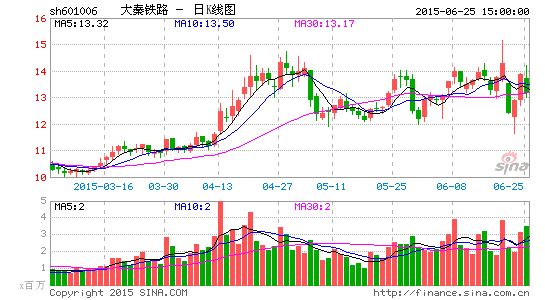 sh601006 大秦铁路 - 日K线图 2015-06-25 15:00:00
MA5:13.32 MA10:13.50 MA30:13.17
16
15
14
13
12
11
10
sina
2015-03-16 03-30 04-13 04-27 05-11 05-25 06-08 06-25
MA5:2 MA10:2 MA30:2
5
4
3
2
1
x百万
Copyright 2015 SINA.COM http://finance.sina.com.cn